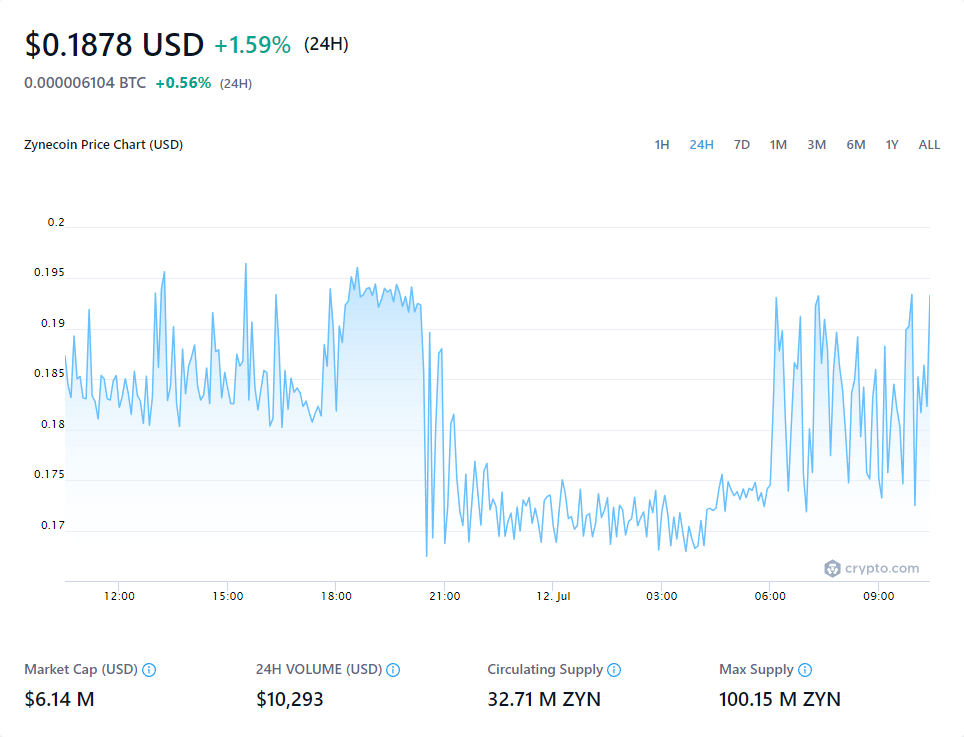 $0.1878 USD +1.59% (24H)
0.000006104 BTC +0.56% (24H)
Zynecoin Price Chart (USD)
1H 24H 7D 1M 3M 6M 1Y ALL
0.2
0.195
0.19
0.185
0.18
0.175
0.17
crypto.com
12:00 15:00 18:00 21:00 12. Jul 03:00 06:00 09:00
Market Cap (USD) 24H VOLUME (USD) Circulating Supply Max Supply
$6.14 M $10,293 32.71 M ZYN 100.15 M ZYN